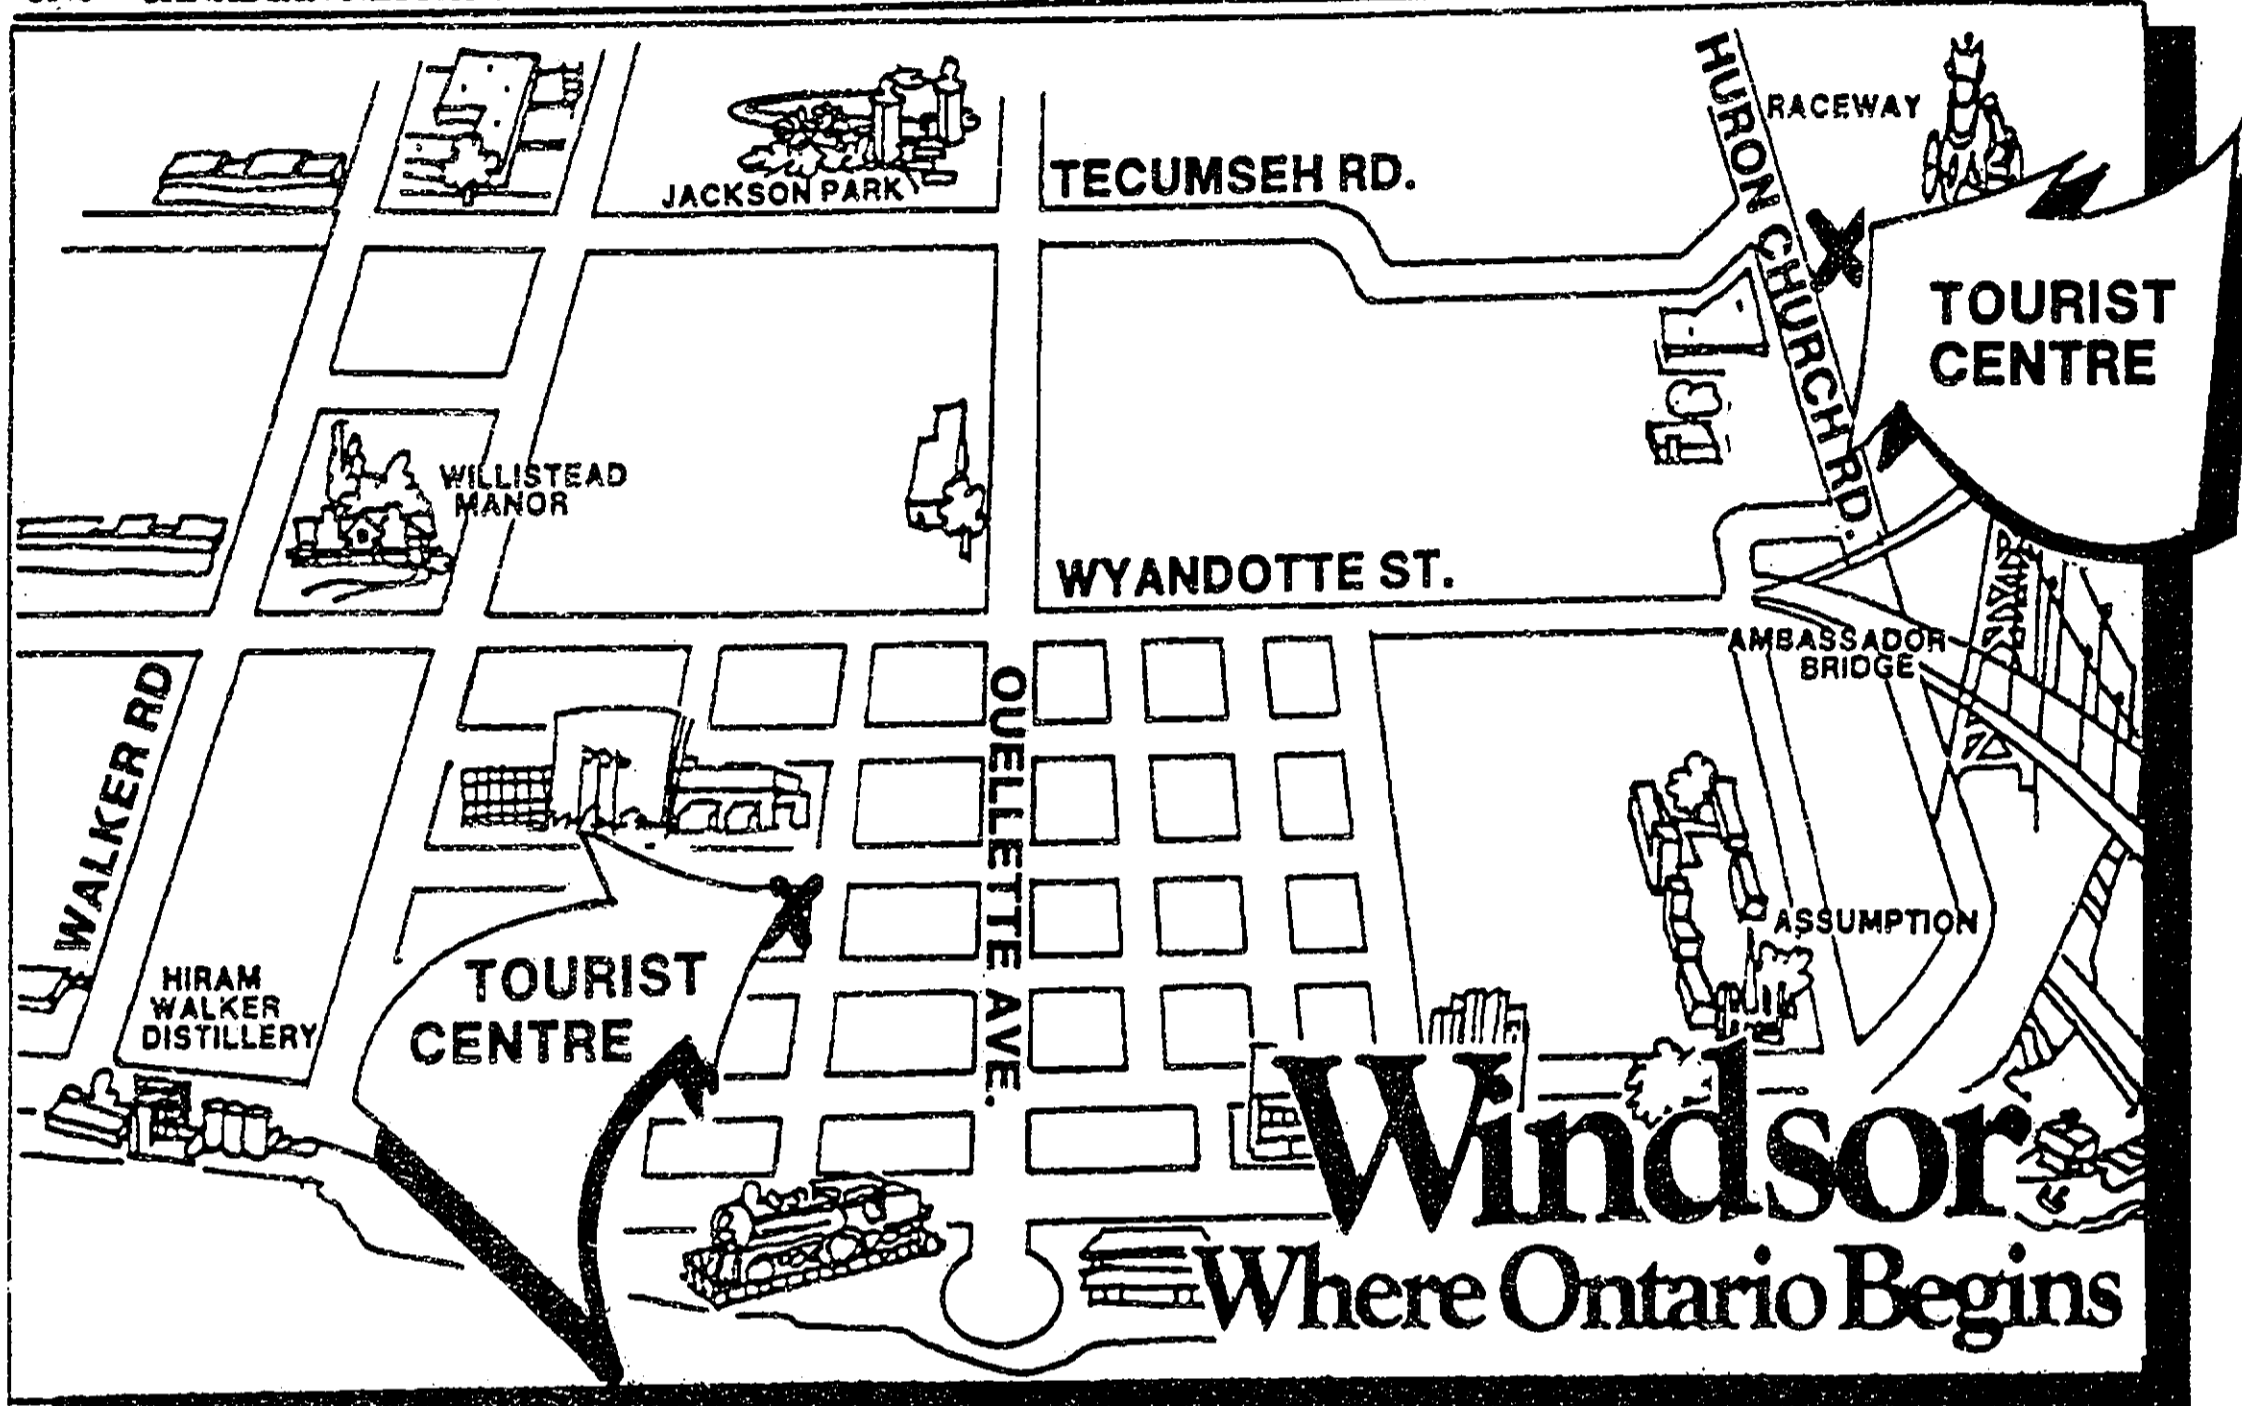 RACEWAY
HURON CHURCH RD.
JACKSON PARK
TECUMSEH RD.
TOURIST
CENTRE
WILLISTEAD
MANOR
WYANDOTTE ST.
AMBASSADOR
BRIDGE
WALKER RD
OUELLETTE AVE.
ASSUMPTION
TOURIST
CENTRE
HIRAM
WALKER
DISTILLERY
Windsor
Where Ontario Begins